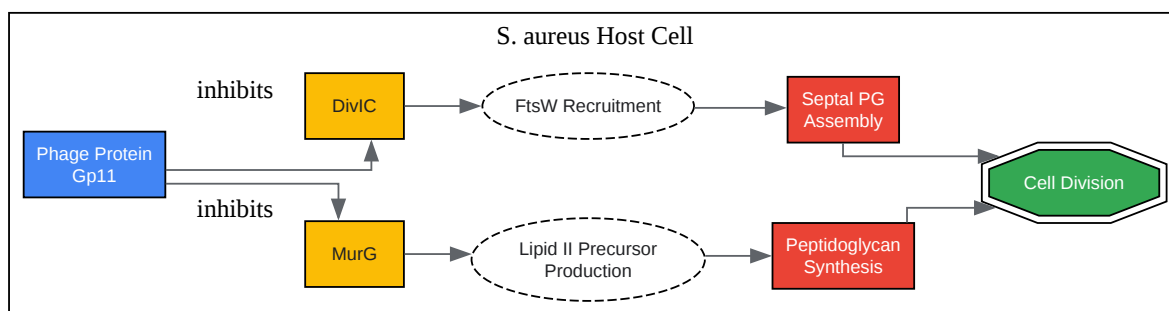 S. aureus Host Cell
inhibits
DivIC
FtsW Recruitment
Septal PG
Assembly
Phage Protein
Gp11
Cell Division
inhibits
MurG
Lipid II Precursor
Production
Peptidoglycan
Synthesis